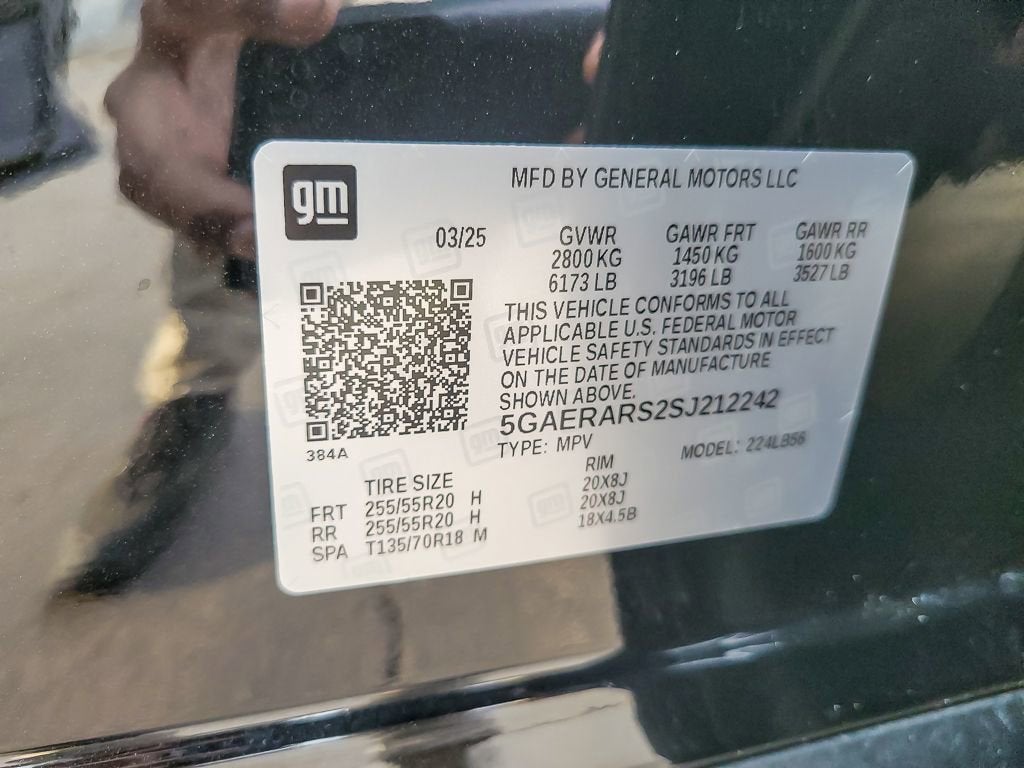 gm
MFD BY GENERAL MOTORS LLC
03/25
GVWR GAWR FRT GAWR RR
2800 KG 1450 KG 1600 KG
6173 LB 3196 LB 3527 LB
THIS VEHICLE CONFORMS TO ALL
APPLICABLE U.S. FEDERAL MOTOR
VEHICLE SAFETY STANDARDS IN EFFECT
ON THE DATE OF MANUFACTURE
SHOWN ABOVE.
5GAERARS2SJ212242
384A
TYPE: MPV MODEL: 224LB56
TIRE SIZE RIM
FRT 255/55R20 H 20X8J
RR 255/55R20 H 20X8J
SPA T135/70R18 M 18X4.5B